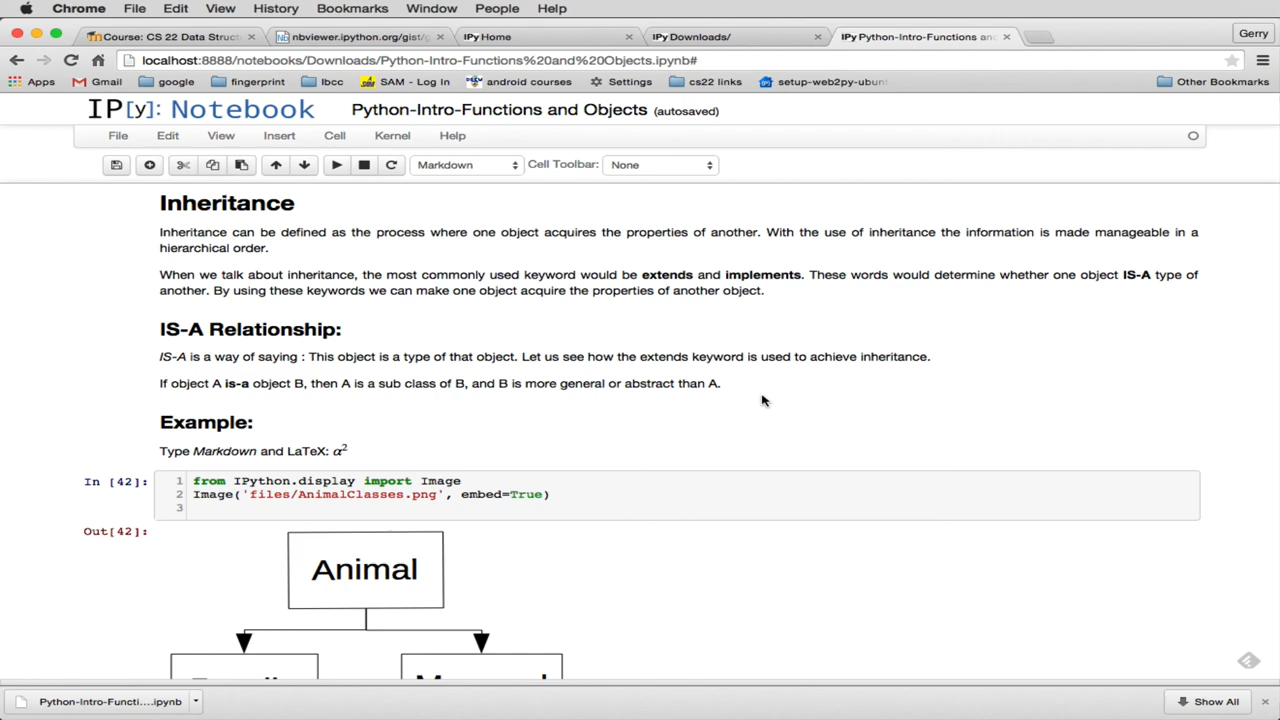 Chrome File Edit View History Bookmarks Window People Help
Course: CS 22 Data Struct
nbviewer.ipython.org/gist/
IPy Home
IPy Downloads/
IPy Python-Intro-Functions and
Gerry
localhost:8888/notebooks/Downloads/Python-Intro-Functions%20and%20Objects.ipynb#
Apps Gmail google fingerprint lbcc SAM - Log In android courses Settings cs22 links setup-web2py-ubunt Other Bookmarks
IP[y]: Notebook Python-Intro-Functions and Objects (autosaved)
File Edit View Insert Cell Kernel Help
Markdown Cell Toolbar: None
Inheritance
Inheritance can be defined as the process where one object acquires the properties of another. With the use of inheritance the information is made manageable in a
hierarchical order.
When we talk about inheritance, the most commonly used keyword would be extends and implements. These words would determine whether one object IS-A type of
another. By using these keywords we can make one object acquire the properties of another object.
IS-A Relationship:
IS-A is a way of saying : This object is a type of that object. Let us see how the extends keyword is used to achieve inheritance.
If object A is-a object B, then A is a sub class of B, and B is more general or abstract than A.
Example:
Type Markdown and LaTeX: α²
In [42]:
1 from IPython.display import Image
2 Image('files/AnimalClasses.png', embed=True)
3
Out[42]:
Animal
Python-Intro-Functi....ipynb
Show All